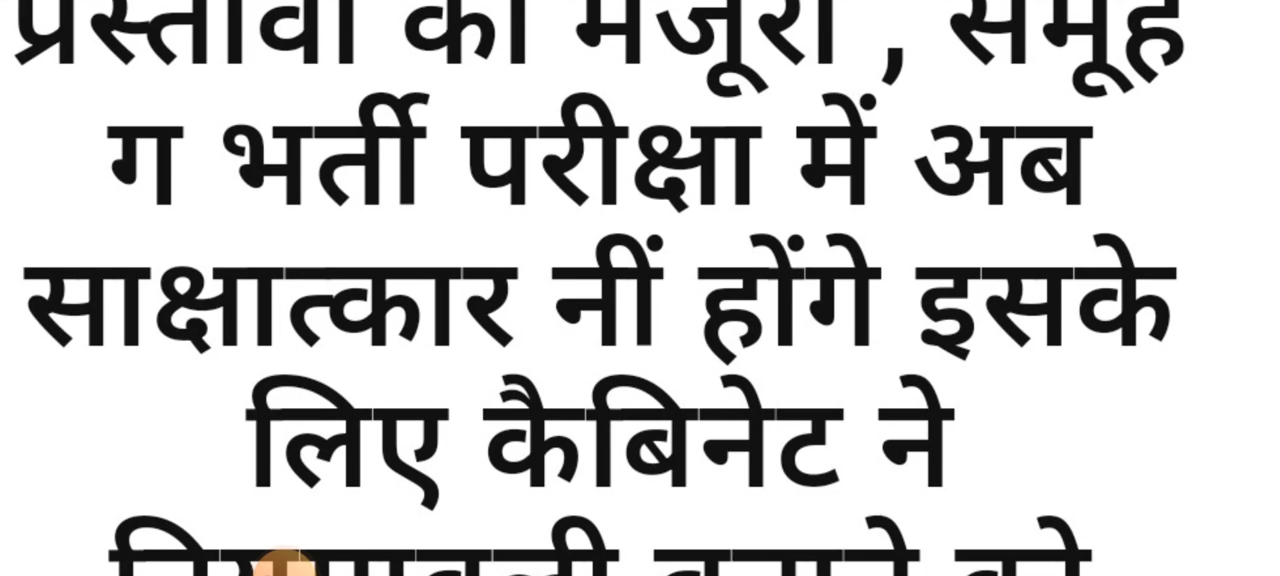 प्रस्तावों को मंजूरी , समूह
ग भर्ती परीक्षा में अब
साक्षात्कार नीं होंगे इसके
लिए कैबिनेट ने